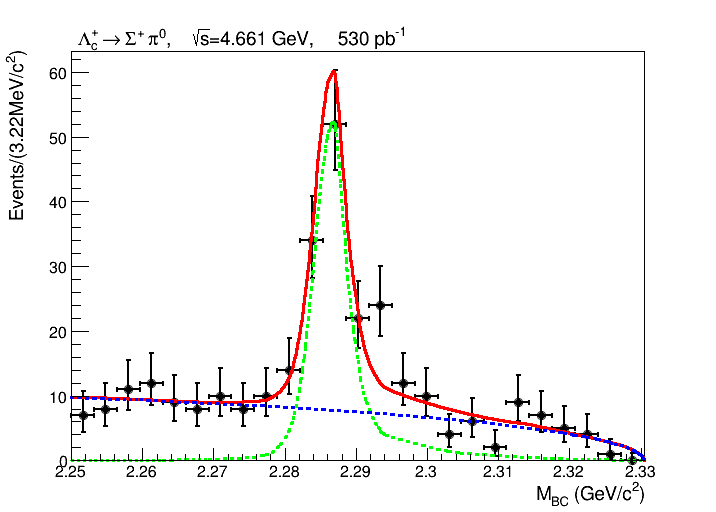 Λc+ → Σ+ π0, √s=4.661 GeV, 530 pb-1
Events/(3.22MeV/c2)
60
50
40
30
20
10
0
2.25 2.26 2.27 2.28 2.29 2.3 2.31 2.32 2.33
MBC (GeV/c2)